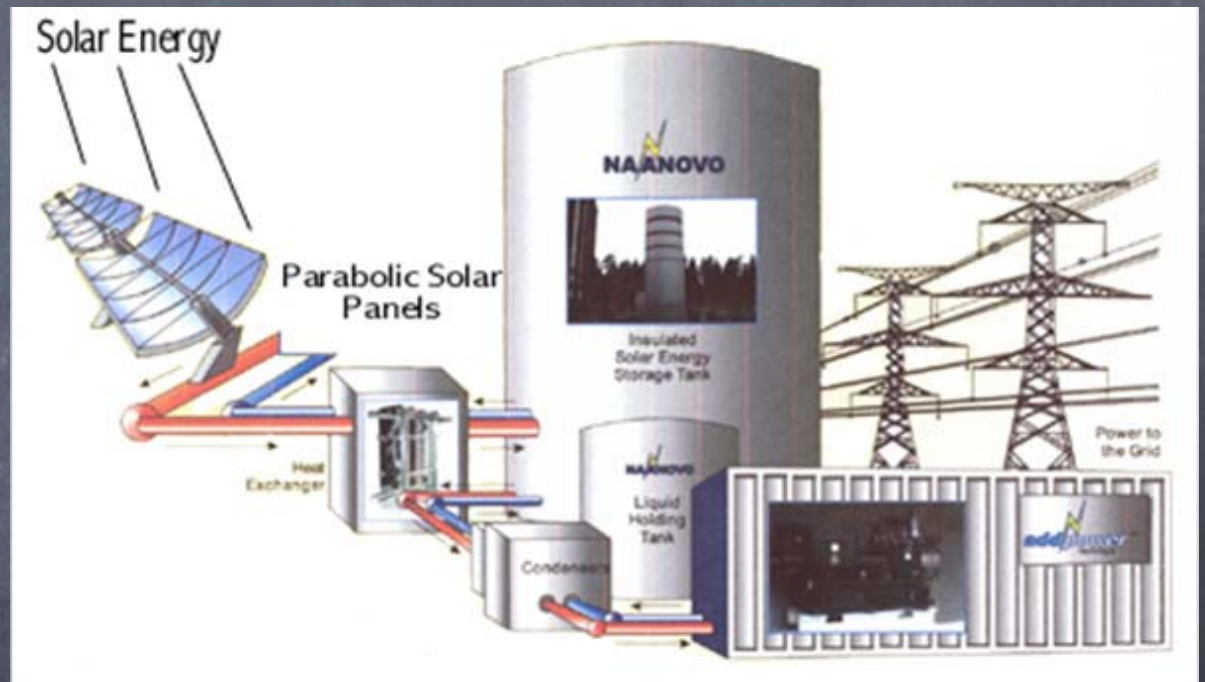 Solar Energy
NAANOVO
Parabolic Solar
Panels
Insulated
Solar Energy
Storage Tank
Power to
the Grid
Heat
Exchanger
NAANOVO
Liquid
Holding
Tank
addpower
Condensers